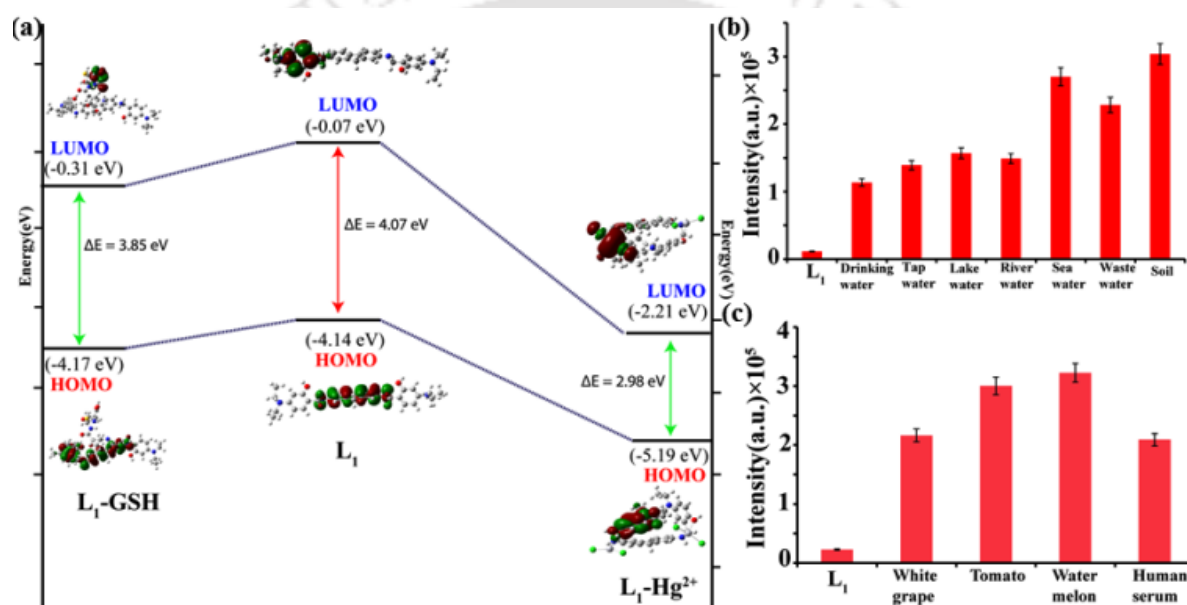 (a)
Energy(eV)
LUMO
(-0.31 eV)
ΔE = 3.85 eV
(-4.17 eV)
HOMO
L₁-GSH
LUMO
(-0.07 eV)
ΔE = 4.07 eV
(-4.14 eV)
HOMO
L₁
LUMO
(-2.21 eV)
ΔE = 2.98 eV
(-5.19 eV)
HOMO
L₁-Hg²⁺
Energy(eV)
(b)
Intensity(a.u.)×10⁵
3
2
1
0
L₁
Drinking
water
Tap
water
Lake
water
River
water
Sea
water
Waste
water
Soil
(c)
Intensity(a.u.)×10⁵
4
3
2
1
0
L₁
White
grape
Tomato
Water
melon
Human
serum